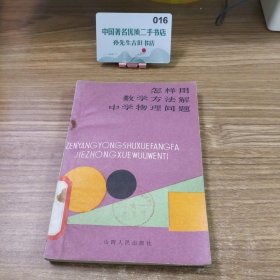 016
中国著名优质二手书店
孙先生古旧书店
怎样用
数学方法解
中学物理问题
ZENYANGYONGSHUXUEFANGFA
JIEZHONGXUEWULIWENTI
山西人民出版社